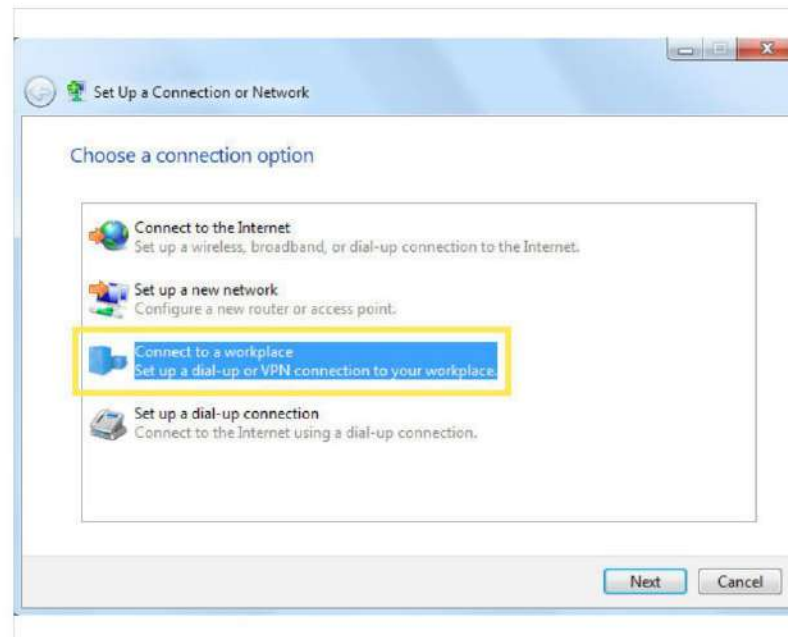 Set Up a Connection or Network
Choose a connection option
Connect to the Internet
Set up a wireless, broadband, or dial-up connection to the Internet.
Set up a new network
Configure a new router or access point.
Connect to a workplace
Set up a dial-up or VPN connection to your workplace.
Set up a dial-up connection
Connect to the Internet using a dial-up connection.
Next Cancel